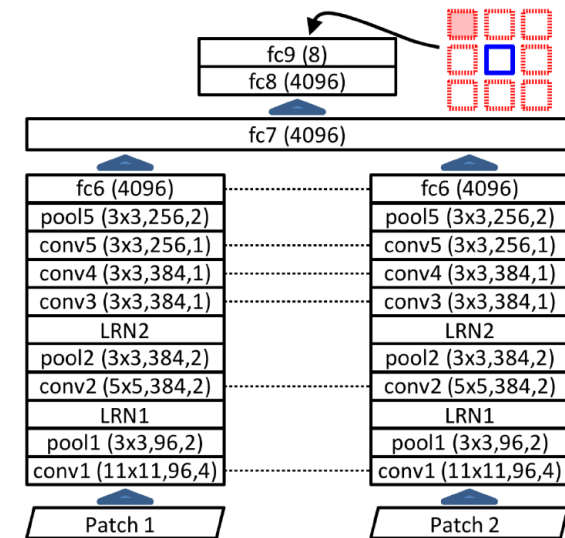 fc9 (8)
fc8 (4096)
fc7 (4096)
fc6 (4096)
pool5 (3x3,256,2)
conv5 (3x3,256,1)
conv4 (3x3,384,1)
conv3 (3x3,384,1)
LRN2
pool2 (3x3,384,2)
conv2 (5x5,384,2)
LRN1
pool1 (3x3,96,2)
conv1 (11x11,96,4)
Patch 1
fc6 (4096)
pool5 (3x3,256,2)
conv5 (3x3,256,1)
conv4 (3x3,384,1)
conv3 (3x3,384,1)
LRN2
pool2 (3x3,384,2)
conv2 (5x5,384,2)
LRN1
pool1 (3x3,96,2)
conv1 (11x11,96,4)
Patch 2